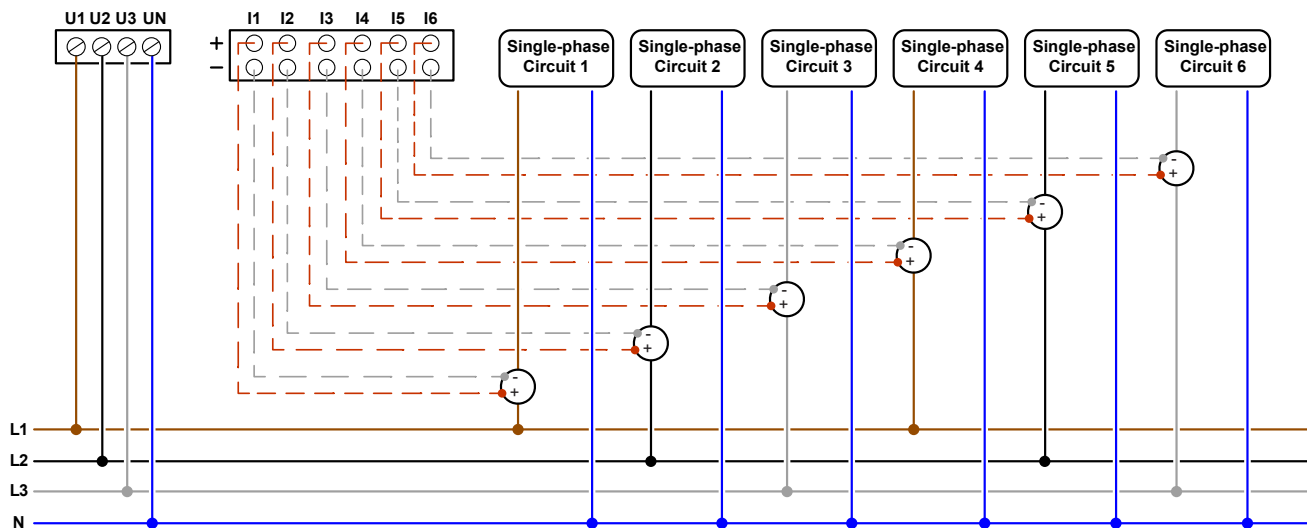 U1 U2 U3 UN
I1 I2 I3 I4 I5 I6
+
−
Single-phase
Circuit 1
Single-phase
Circuit 2
Single-phase
Circuit 3
Single-phase
Circuit 4
Single-phase
Circuit 5
Single-phase
Circuit 6
-
+
-
+
-
+
-
+
-
+
-
+
L1
L2
L3
N